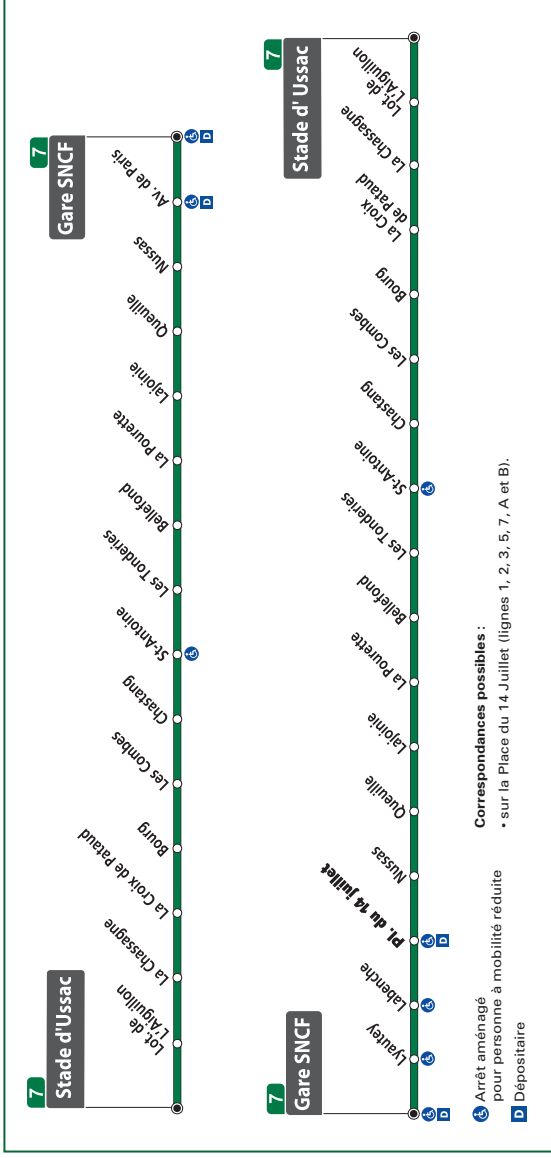 7
Stade d'Ussac
Lot. de
L'Aiguillon
La Chassagne
La Croix de Pataud
Bourg
Les Combes
Chastang
St-Antoine
Les Tonderies
Bellefond
La Pourette
Lajoinie
Queuille
Nussas
Av. de Paris
D
7
Gare SNCF
D
7
Gare SNCF
D
Lyautey
Labenche
Pl. du 14 juillet
D
Nussas
Queuille
Lajoinie
La Pourette
Bellefond
Les Tonderies
St-Antoine
Chastang
Les Combes
Bourg
La Croix
de Pataud
La Chassagne
Lot. de
L'Aiguillon
7
Stade d' Ussac
Arrêt aménagé
pour personne à mobilité réduite
D Dépositaire
Correspondances possibles :
• sur la Place du 14 Juillet (lignes 1, 2, 3, 5, 7, A et B).